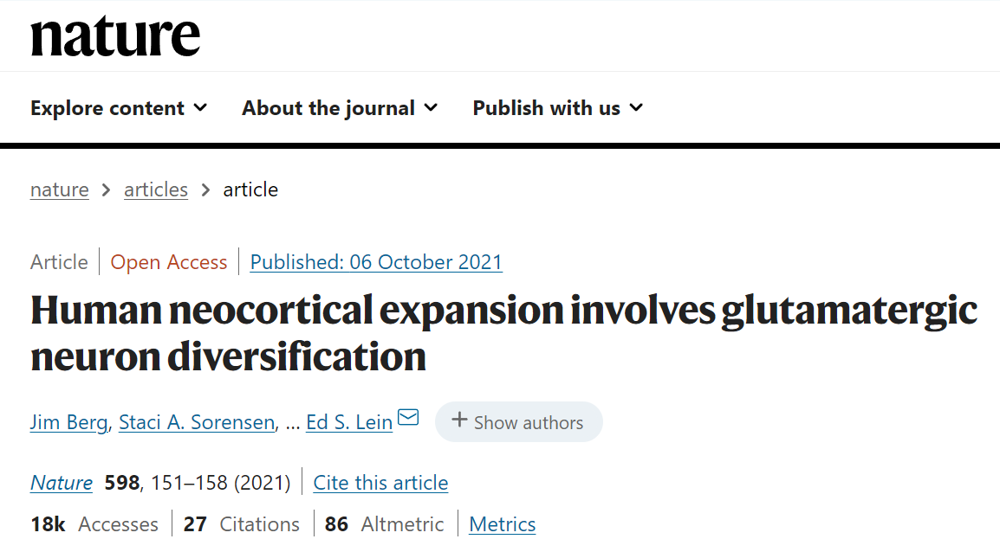 nature
Explore content About the journal Publish with us
nature > articles > article
Article | Open Access | Published: 06 October 2021
Human neocortical expansion involves glutamatergic
neuron diversification
Jim Berg, Staci A. Sorensen, … Ed S. Lein + Show authors
Nature 598, 151–158 (2021) | Cite this article
18k Accesses | 27 Citations | 86 Altmetric | Metrics